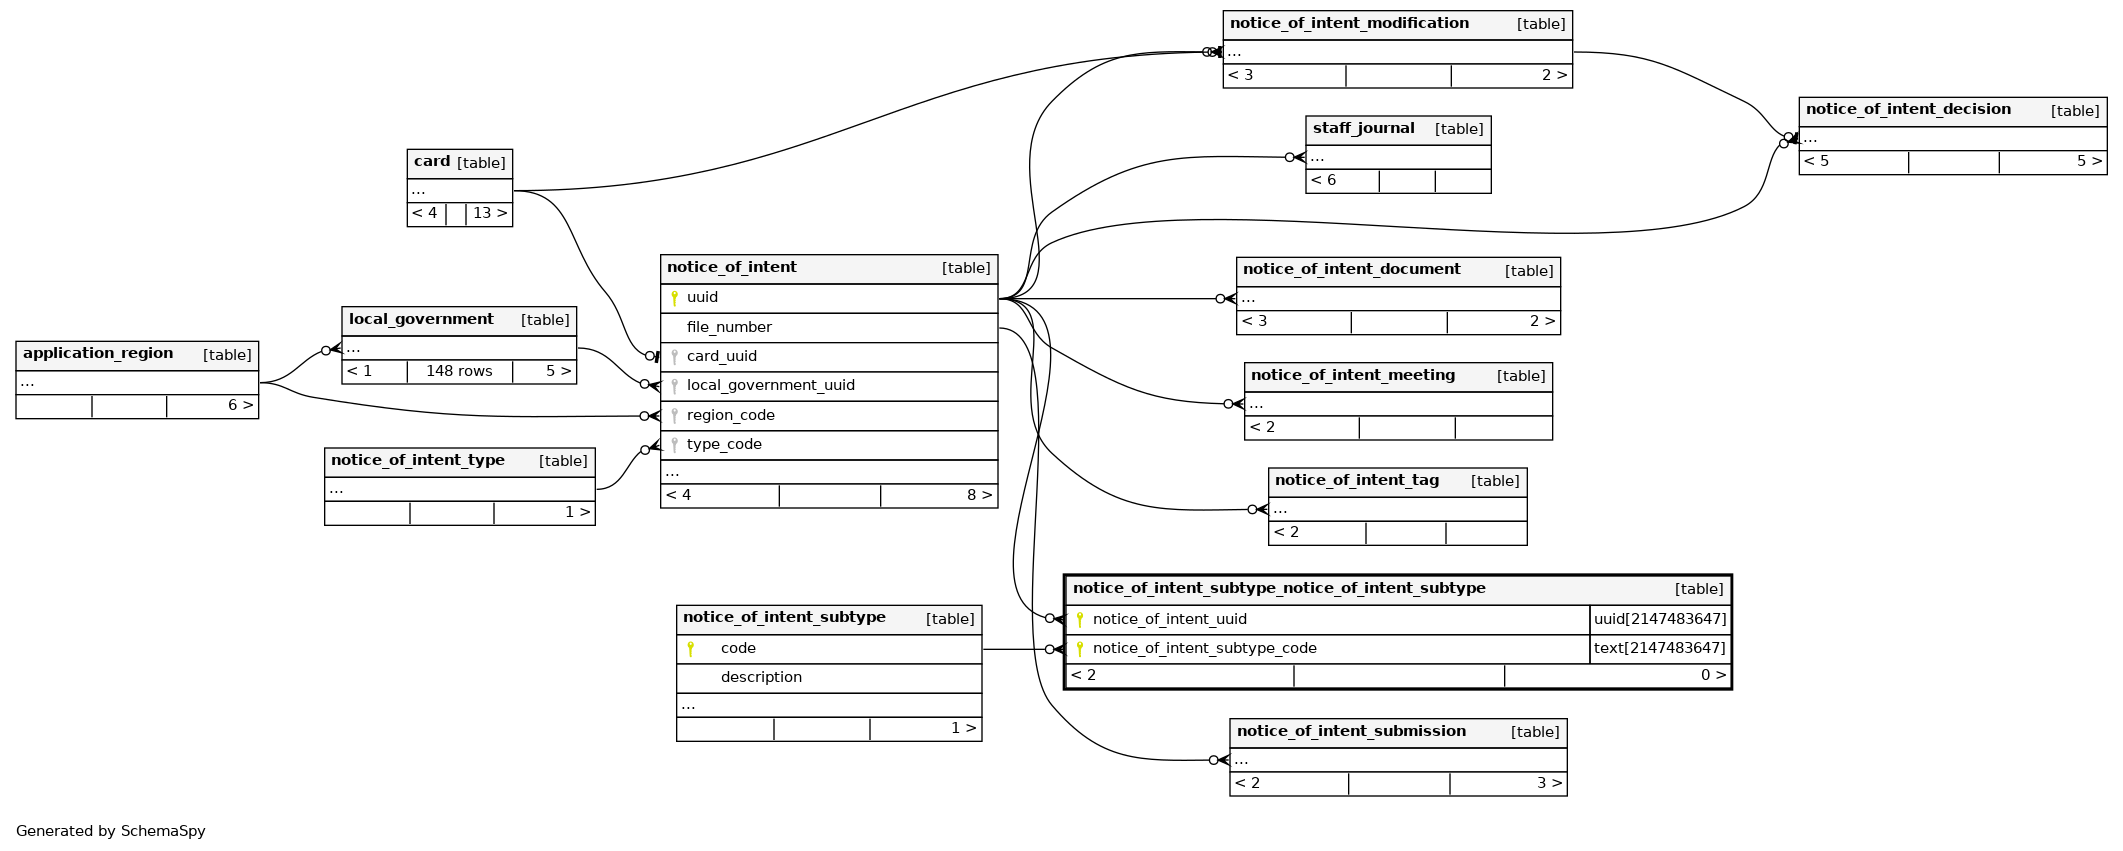 notice_of_intent_modification [table]
...
< 3 2 >
notice_of_intent_decision [table]
...
< 5 5 >
staff_journal [table]
...
< 6
card [table]
...
< 4 13 >
notice_of_intent [table]
uuid
file_number
card_uuid
local_government_uuid
region_code
type_code
...
< 4 8 >
notice_of_intent_document [table]
...
< 3 2 >
local_government [table]
...
< 1 148 rows 5 >
application_region [table]
...
6 >
notice_of_intent_meeting [table]
...
< 2
notice_of_intent_type [table]
...
1 >
notice_of_intent_tag [table]
...
< 2
notice_of_intent_subtype_notice_of_intent_subtype [table]
notice_of_intent_uuid uuid[2147483647]
notice_of_intent_subtype_code text[2147483647]
< 2 0 >
notice_of_intent_subtype [table]
code
description
...
1 >
notice_of_intent_submission [table]
...
< 2 3 >
Generated by SchemaSpy